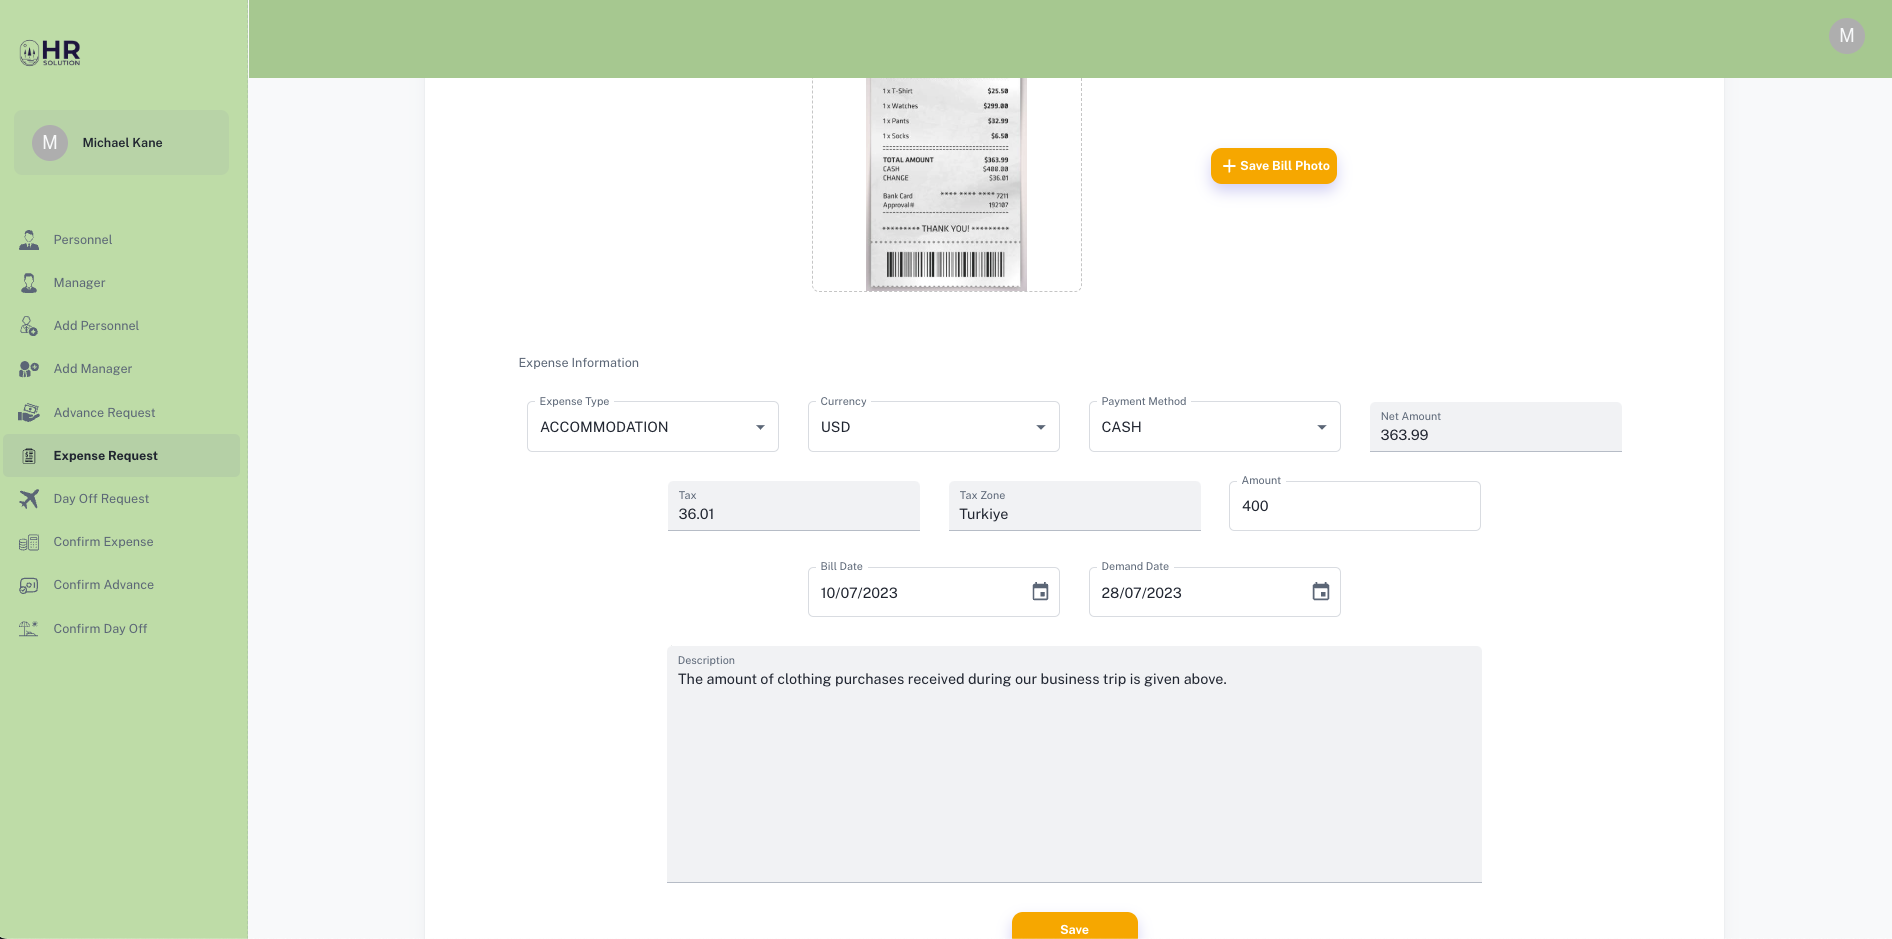 HR
SOLUTION
M
M
Michael Kane
Personnel
Manager
Add Personnel
Add Manager
Advance Request
Expense Request
Day Off Request
Confirm Expense
Confirm Advance
Confirm Day Off
1 x T-Shirt $25.50
1 x Watches $299.00
1 x Pants $32.99
1 x Socks $6.50
TOTAL AMOUNT $363.99
CASH $400.00
CHANGE $36.01
Bank Card **** **** **** 7211
Approval# 192107
********* THANK YOU! *********
+ Save Bill Photo
Expense Information
Expense Type
ACCOMMODATION
Currency
USD
Payment Method
CASH
Net Amount
363.99
Tax
36.01
Tax Zone
Turkiye
Amount
400
Bill Date
10/07/2023
Demand Date
28/07/2023
Description
The amount of clothing purchases received during our business trip is given above.
Save